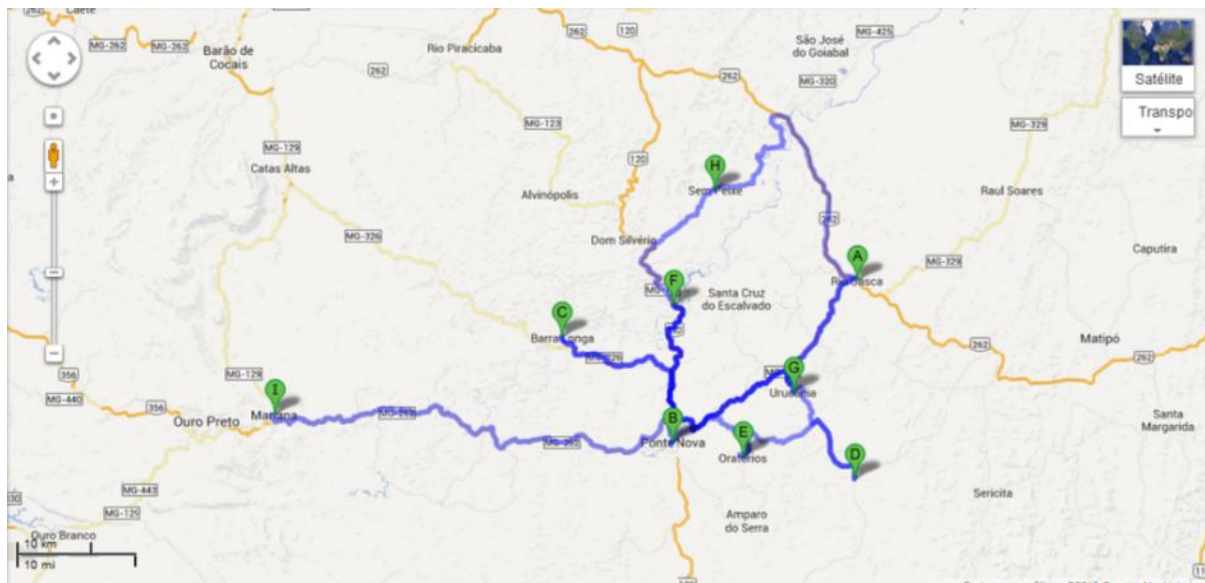 262
Caeté
MG-262
MG-262
Barão de
Cocais
262
Rio Piracicaba
120
São José
do Goiabal
MG-425
262
MG-320
Satélite
Transpo
MG-329
MG-123
MG-129
Catas Altas
120
Alvinópolis
H
Sem Peixe
Raul Soares
262
MG-326
Dom Silvério
Caputira
A
MG-329
F
Santa Cruz
do Escalvado
C
Barra Longa
262
Matipó
262
356
MG-440
MG-129
I
Mariana
356
Ouro Preto
MG-262
MG-262
B
Ponte Nova
G
Urucânia
E
Oratórios
D
Santa
Margarida
Sericita
MG-443
MG-129
Ouro Branco
Amparo
do Serra
10 km
10 mi